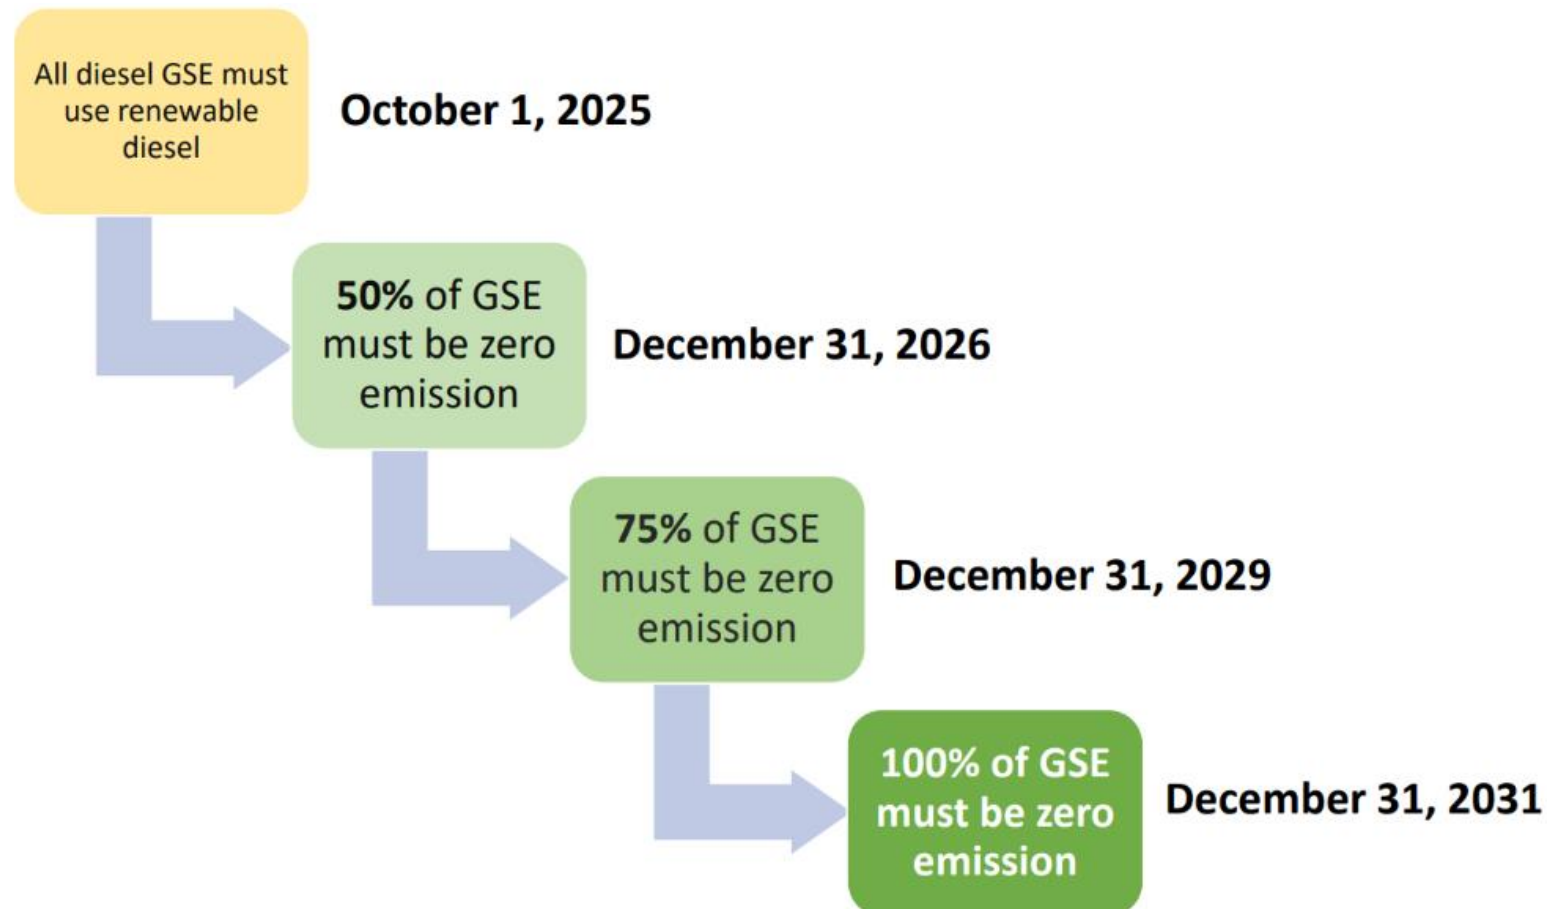 All diesel GSE must
use renewable
diesel
October 1, 2025
50% of GSE
must be zero
emission
December 31, 2026
75% of GSE
must be zero
emission
December 31, 2029
100% of GSE
must be zero
emission
December 31, 2031